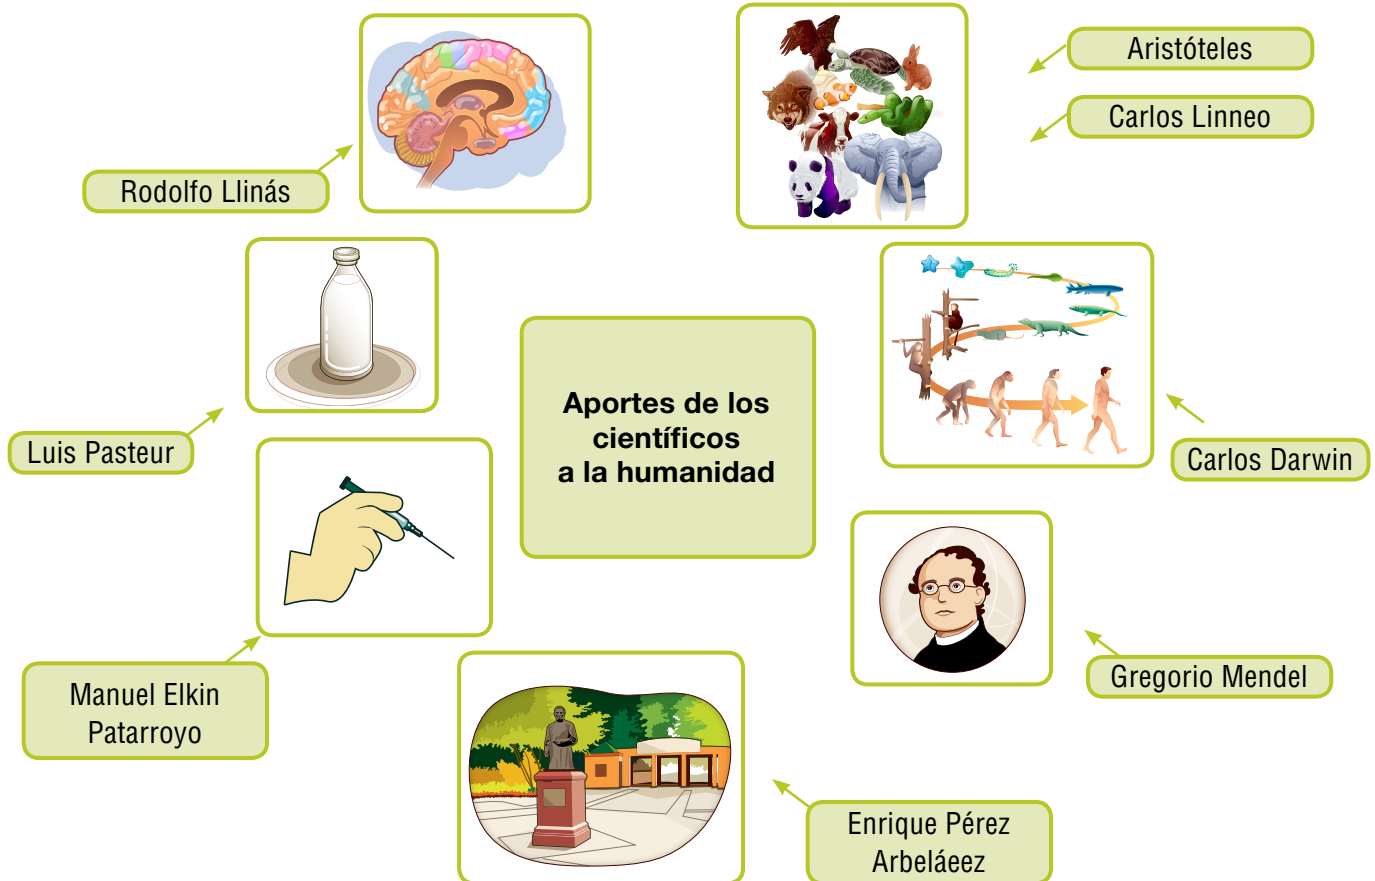 Aristóteles
Carlos Linneo
Rodolfo Llinás
Aportes de los
científicos
a la humanidad
Luis Pasteur
Carlos Darwin
Manuel Elkin
Patarroyo
Gregorio Mendel
Enrique Pérez
Arbeláeez